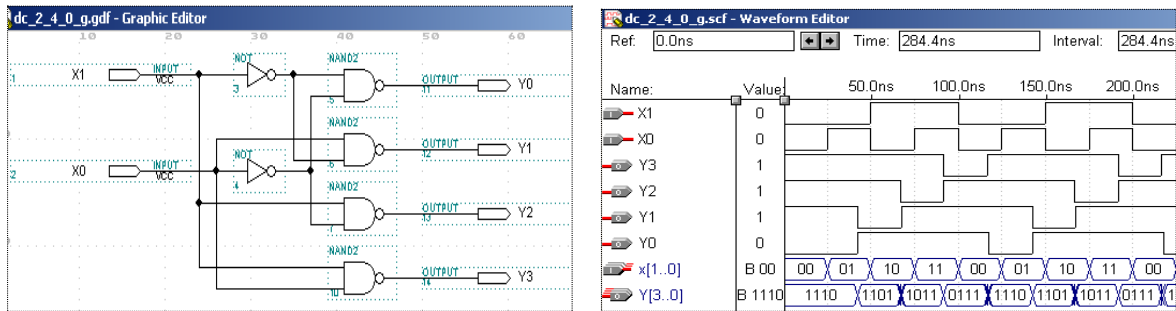 dc_2_4_0_g.gdf - Graphic Editor
10 20 30 40 50 60
1 X1 INPUT VCC
NOT
3
NAND2
5
OUTPUT
11
Y0
NAND2
6
OUTPUT
12
Y1
2 X0 INPUT VCC
NOT
4
NAND2
7
OUTPUT
13
Y2
NAND2
10
OUTPUT
14
Y3
dc_2_4_0_g.scf - Waveform Editor
Ref: 0.0ns Time: 284.4ns Interval: 284.4ns
Name: Value: 50.0ns 100.0ns 150.0ns 200.0ns
X1 0
X0 0
Y3 1
Y2 1
Y1 1
Y0 0
x[1..0] B 00 00 01 10 11 00 01 10 11 00
Y[3..0] B 1110 1110 1101 1011 0111 1110 1101 1011 0111